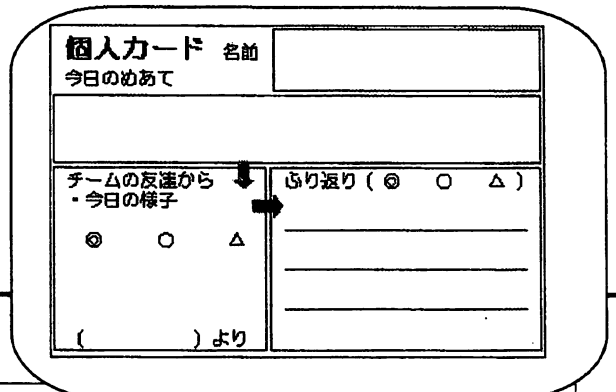 個人カード 名前
今日のめあて
チームの友達から
・今日の様子
◎ ○ △
( ) より
ふり返り ( ◎ ○ △ )